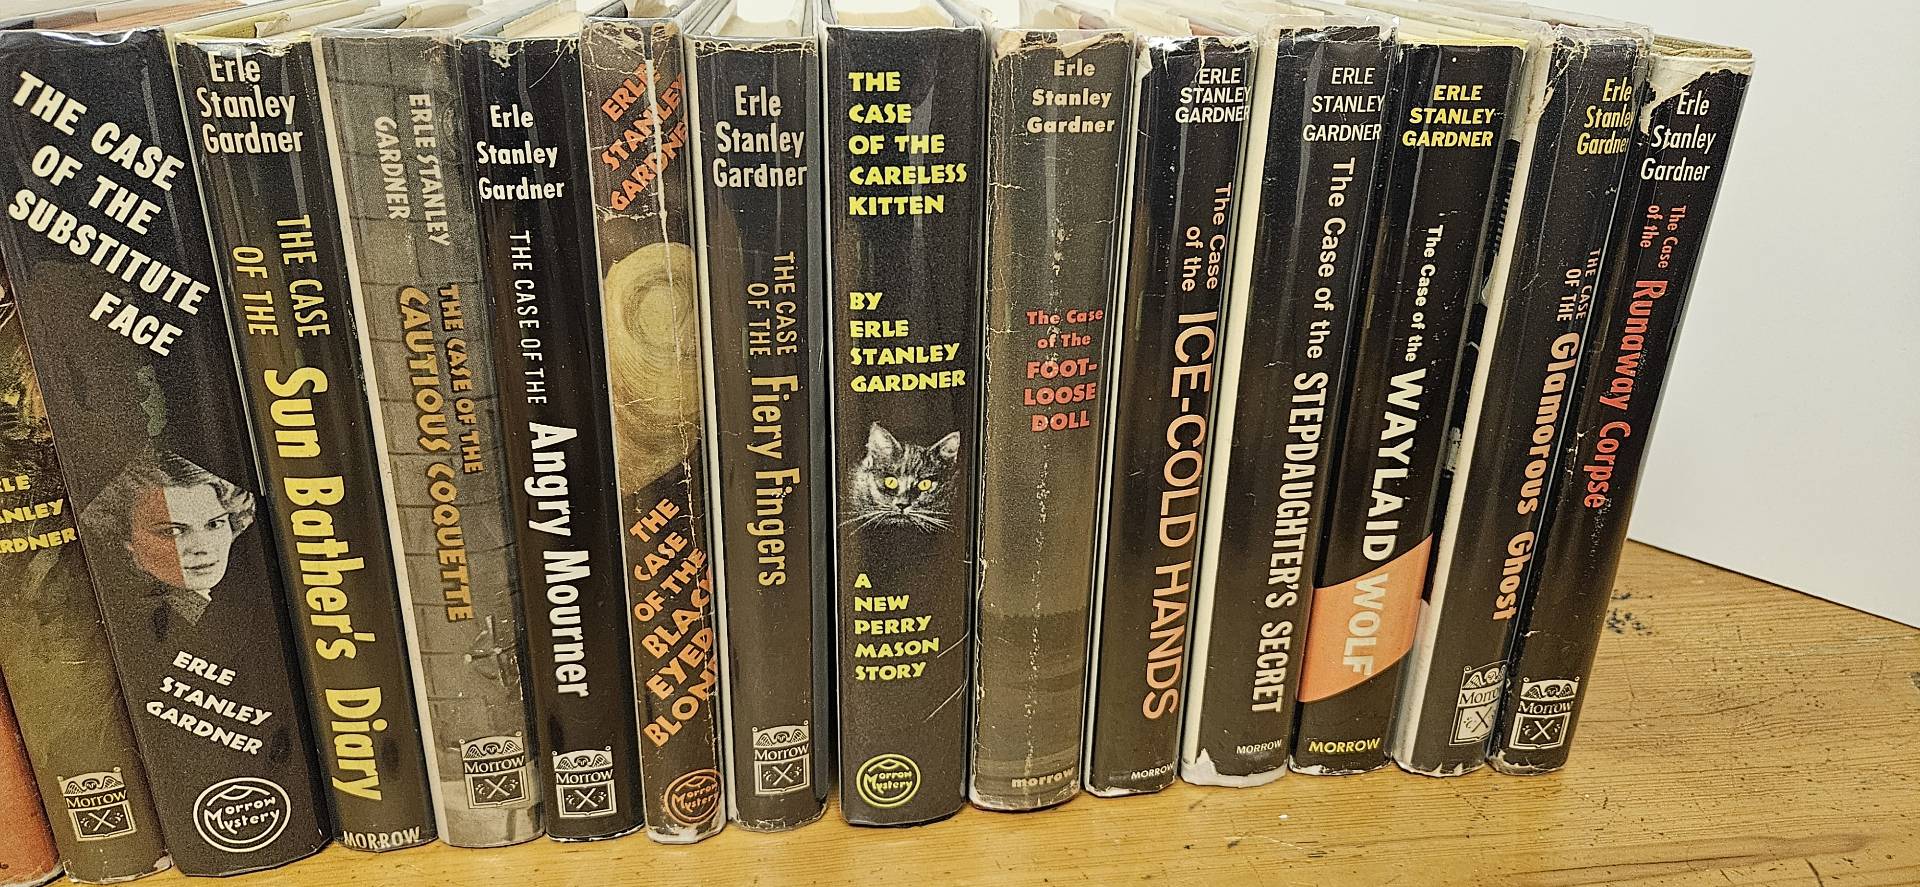 STANLEY
Morrow
THE CASE
OF THE
SUBSTITUTE
FACE
ERLE
STANLEY
GARDNER
Morrow
Mystery
Erle
Stanley
Gardner
THE CASE
OF THE
Sun Bather's Diary
MORROW
ERLE STANLEY
GARDNER
THE CASE OF THE
CAUTIOUS COQUETTE
Morrow
Erle
Stanley
Gardner
THE CASE OF THE Angry Mourner
Morrow
ERLE
STANLEY
GARDNER
THE
CASE
OF THE
BLACK
EYED
BLOND
Morrow
Mystery
Erle
Stanley
Gardner
THE CASE
OF THE
Fiery Fingers
Morrow
THE
CASE
OF THE
CARELESS
KITTEN
BY
ERLE
STANLEY
GARDNER
A
NEW
PERRY
MASON
STORY
Morrow
Mystery
Erle
Stanley
Gardner
The Case
of The
FOOT-
LOOSE
DOLL
morrow
ERLE
STANLEY
GARDNER
The Case
of the
ICE-COLD HANDS
MORROW
ERLE
STANLEY
GARDNER
The Case of the STEPDAUGHTER'S SECRET
MORROW
ERLE
STANLEY
GARDNER
The Case of the WAYLAID WOLF
MORROW
Erle
Stanley
Gardner
THE CASE
OF THE
Glamorous Ghost
Morrow
Erle
Stanley
Gardner
The Case
of the
Runaway Corpse
Morrow